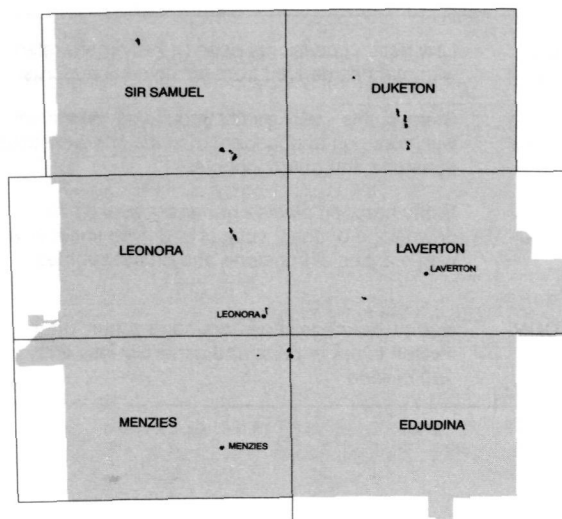 SIR SAMUEL
DUKETON
LEONORA
LAVERTON
LAVERTON
LEONORA
MENZIES
EDJUDINA
MENZIES